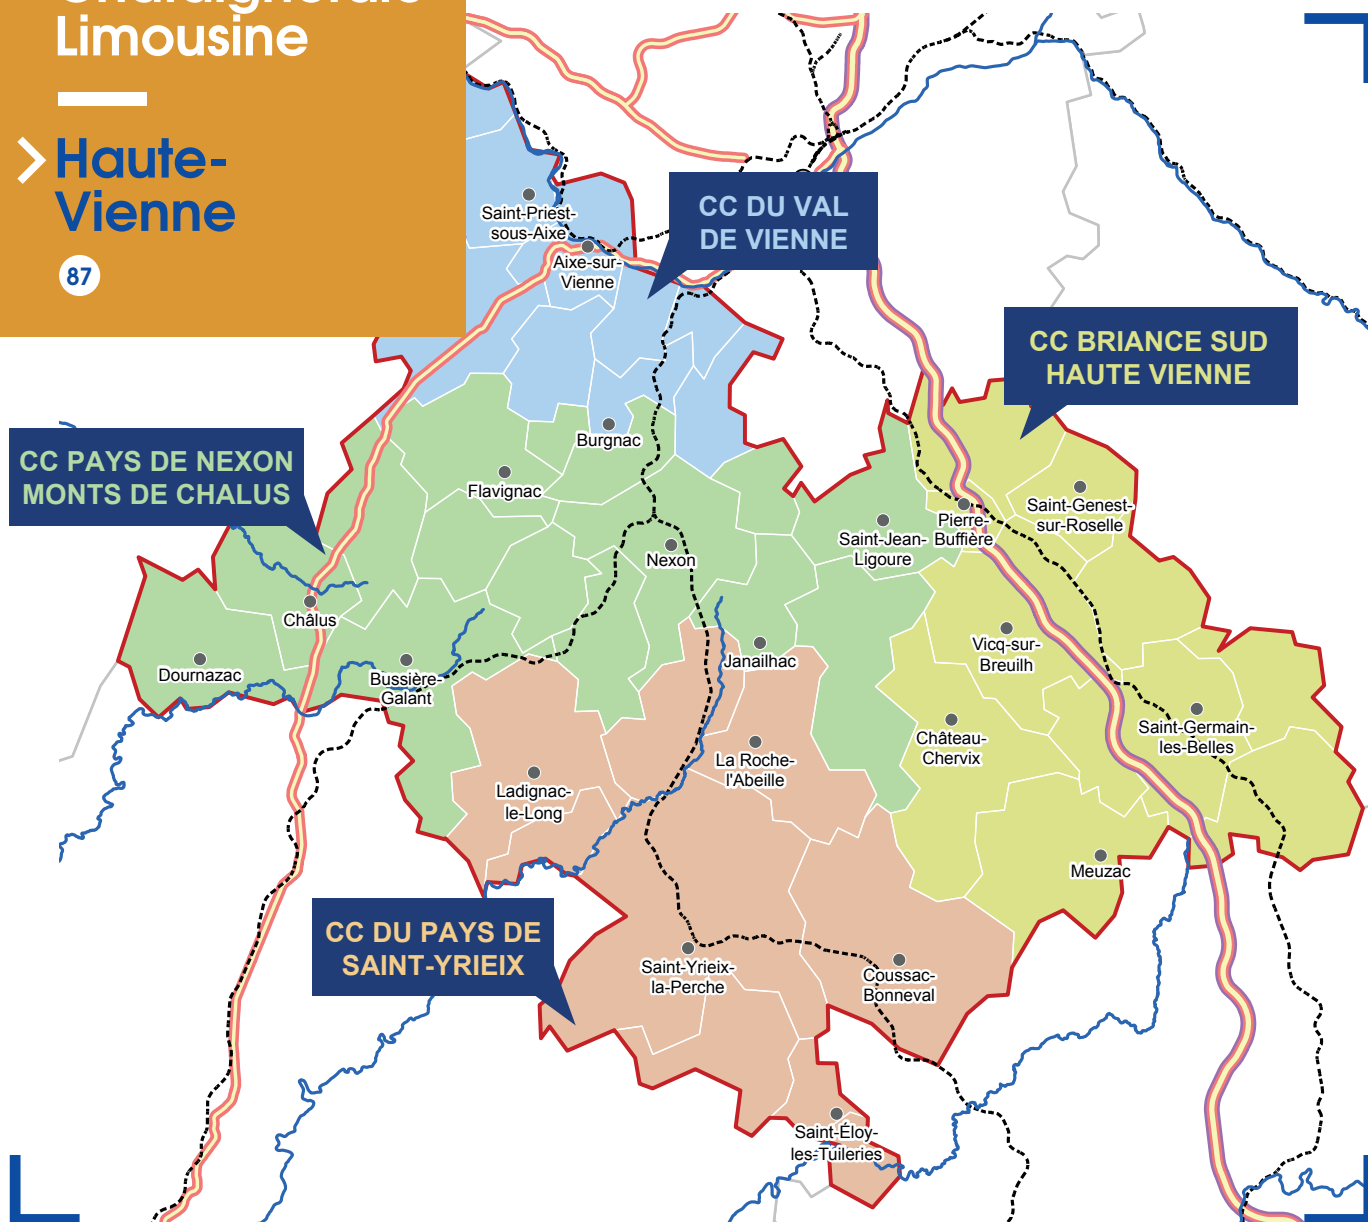 Limousine
Haute-
Vienne
87
CC DU VAL
DE VIENNE
CC BRIANCE SUD
HAUTE VIENNE
CC PAYS DE NEXON
MONTS DE CHALUS
CC DU PAYS DE
SAINT-YRIEIX
Saint-Priest-
sous-Aixe
Aixe-sur-
Vienne
Burgnac
Flavignac
Nexon
Saint-Jean-
Ligoure
Pierre-
Buffière
Saint-Genest-
sur-Roselle
Châlus
Dournazac
Bussière-
Galant
Janailhac
Vicq-sur-
Breuilh
Château-
Chervix
Saint-Germain-
les-Belles
La Roche-
l'Abeille
Ladignac-
le-Long
Meuzac
Saint-Yrieix-
la-Perche
Coussac-
Bonneval
Saint-Éloy-
les-Tuileries